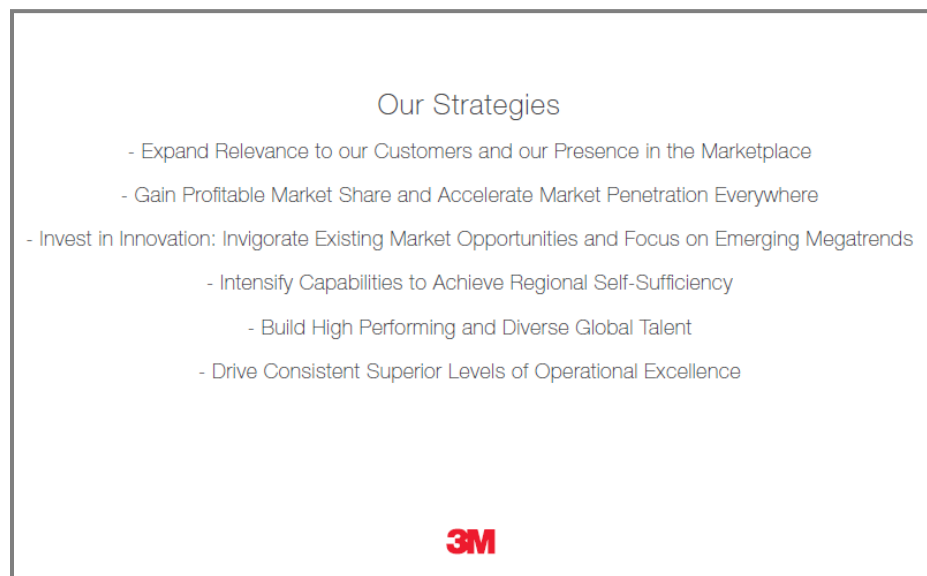 Our Strategies
- Expand Relevance to our Customers and our Presence in the Marketplace
- Gain Profitable Market Share and Accelerate Market Penetration Everywhere
- Invest in Innovation: Invigorate Existing Market Opportunities and Focus on Emerging Megatrends
- Intensify Capabilities to Achieve Regional Self-Sufficiency
- Build High Performing and Diverse Global Talent
- Drive Consistent Superior Levels of Operational Excellence
3M